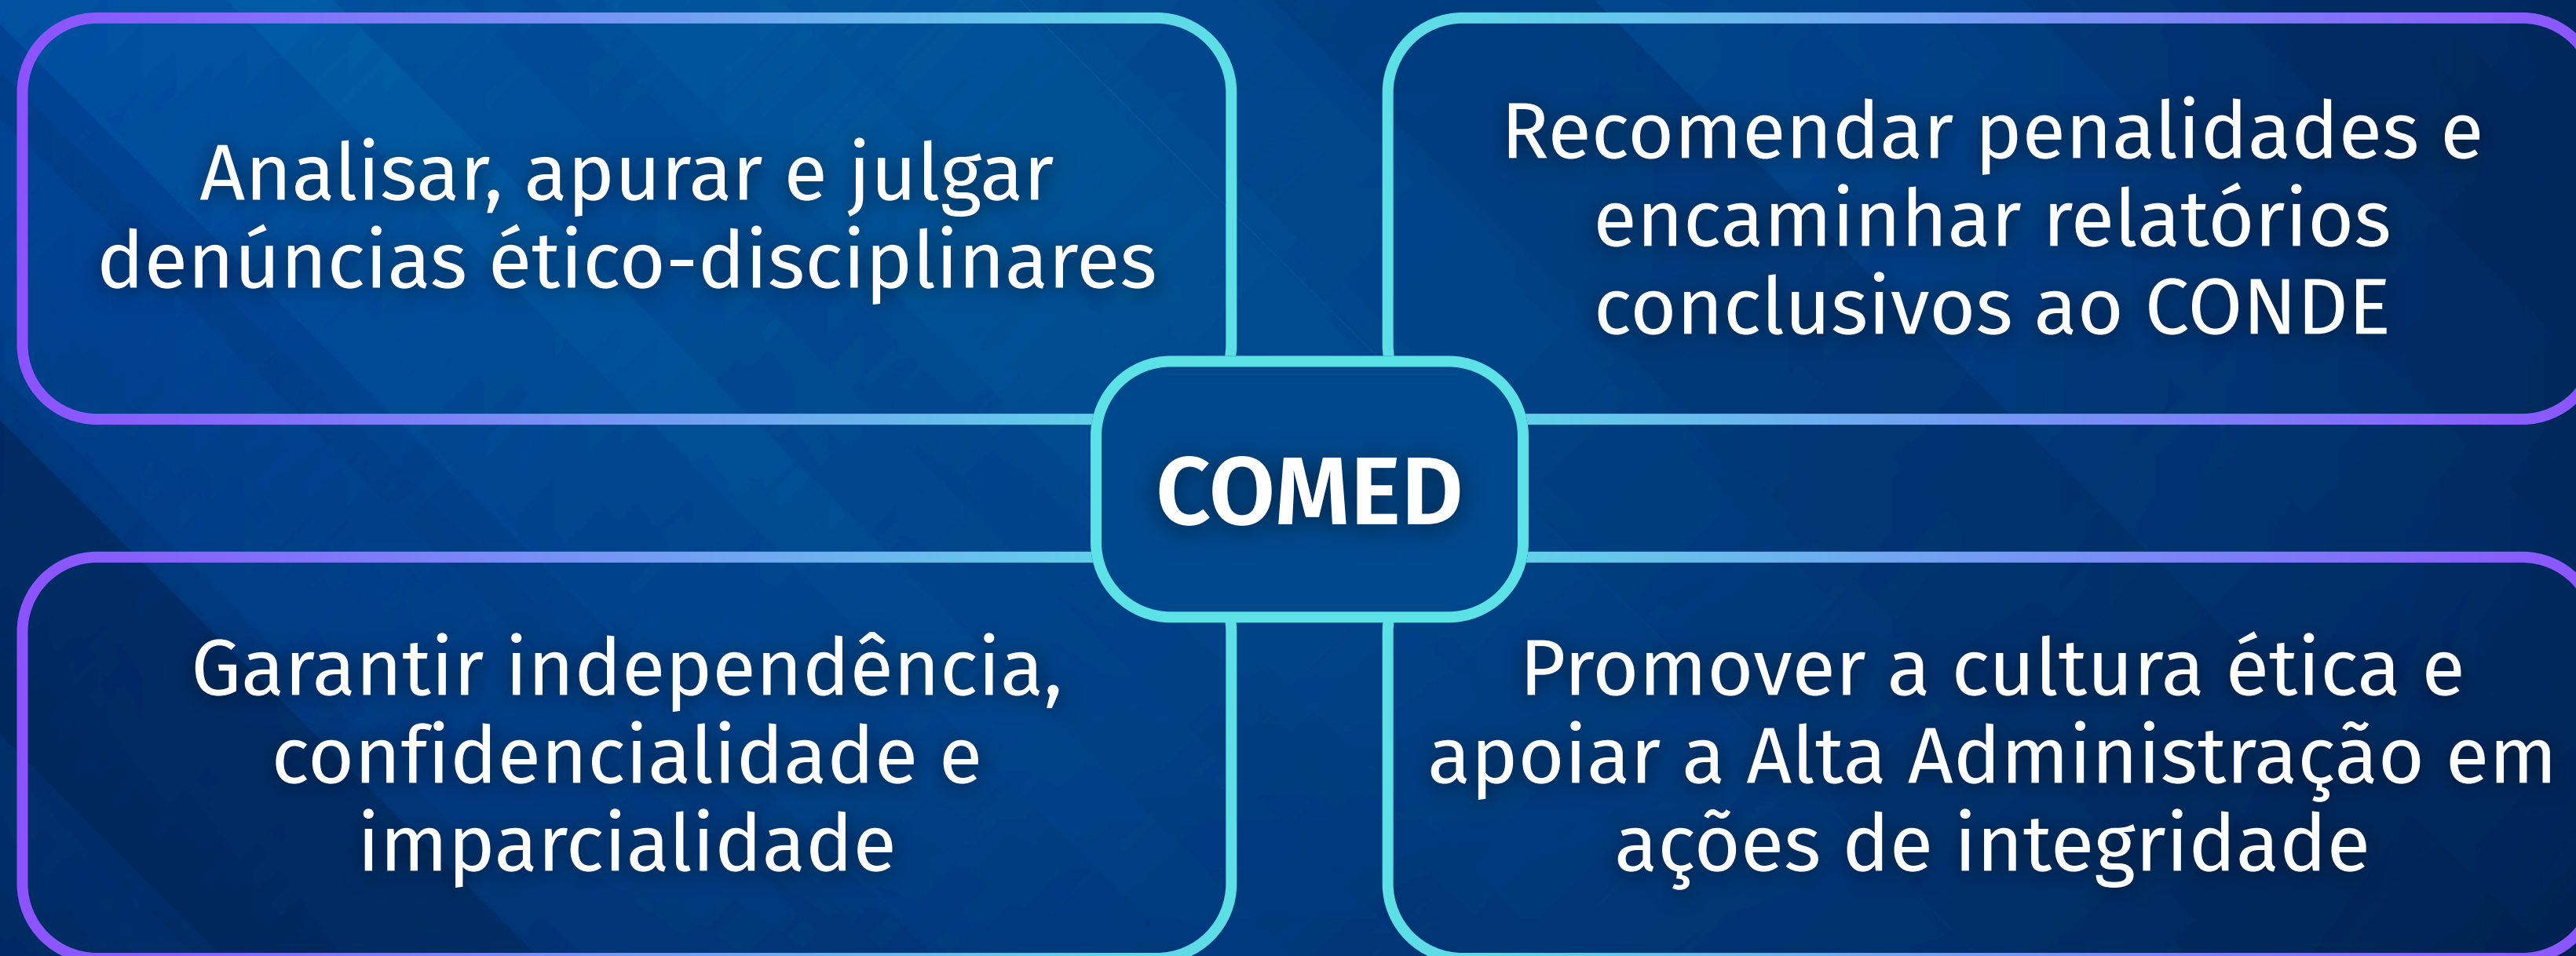 Analisar, apurar e julgar
denúncias ético-disciplinares
Recomendar penalidades e
encaminhar relatórios
conclusivos ao CONDE
COMED
Garantir independência,
confidencialidade e
imparcialidade
Promover a cultura ética e
apoiar a Alta Administração em
ações de integridade